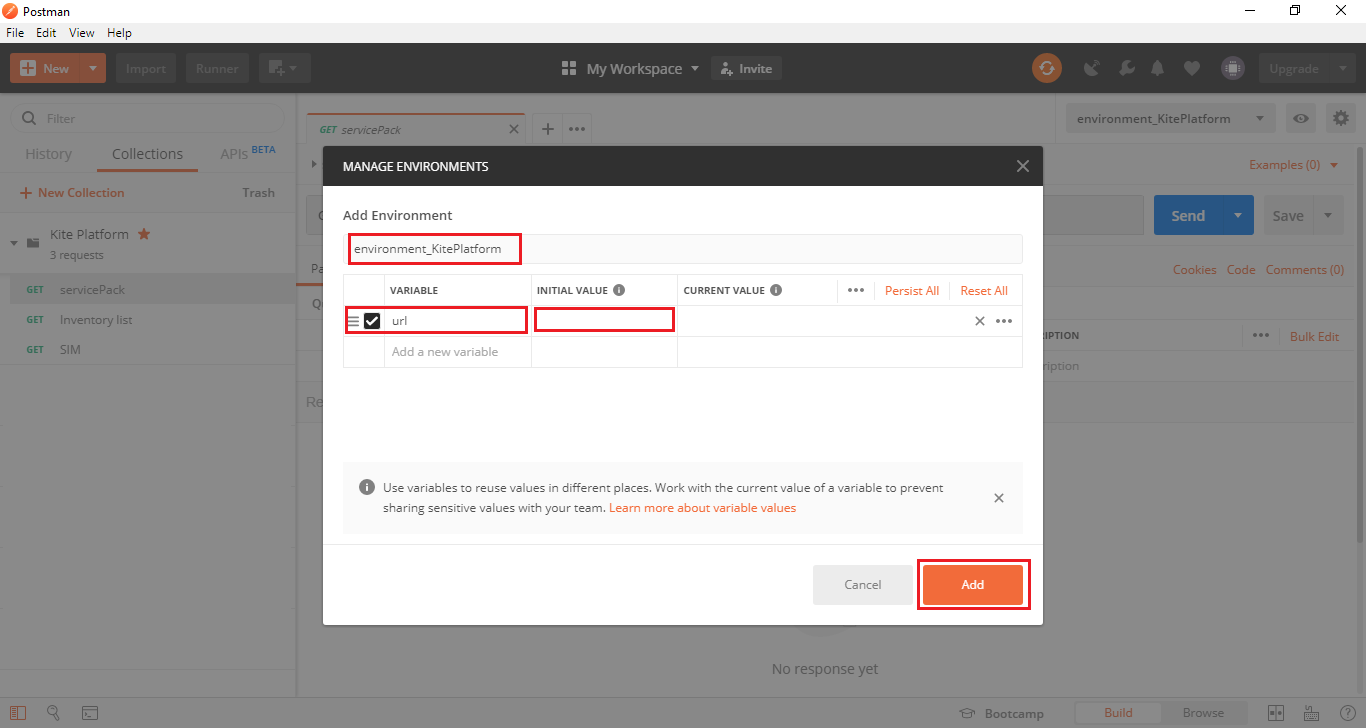 Postman
File Edit View Help
New Import Runner My Workspace Invite Upgrade
Filter
GET servicePack
environment_KitePlatform
History Collections APIs BETA
MANAGE ENVIRONMENTS
Examples (0)
New Collection Trash
Add Environment
Send Save
Kite Platform
3 requests
environment_KitePlatform
Cookies Code Comments (0)
GET servicePack
GET Inventory list
GET SIM
VARIABLE INITIAL VALUE CURRENT VALUE Persist All Reset All
url
Add a new variable
Bulk Edit
Use variables to reuse values in different places. Work with the current value of a variable to prevent
sharing sensitive values with your team. Learn more about variable values
Cancel Add
No response yet
Bootcamp Build Browse